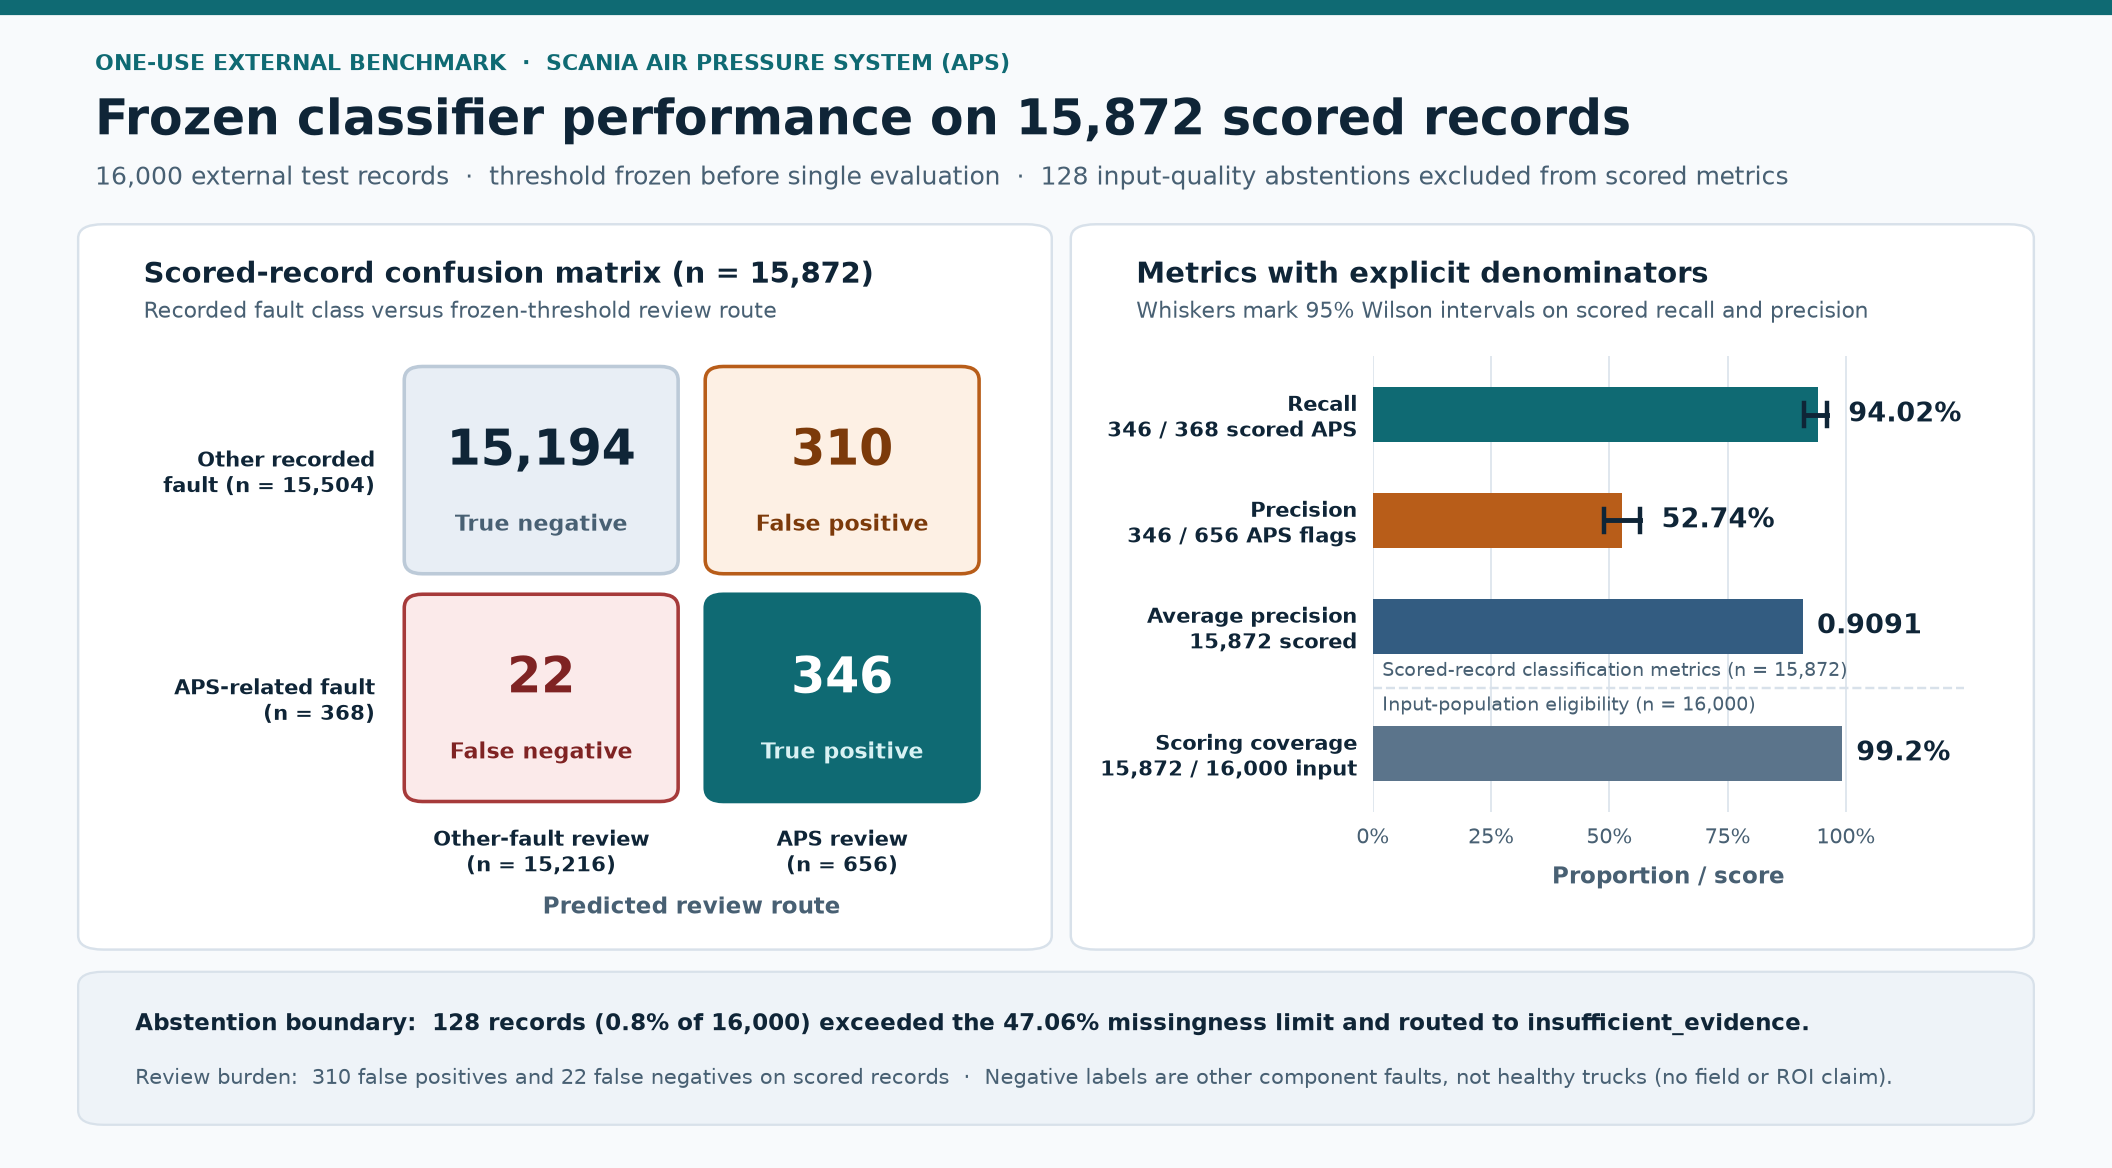 ONE-USE EXTERNAL BENCHMARK · SCANIA AIR PRESSURE SYSTEM (APS)
Frozen classifier performance on 15,872 scored records
16,000 external test records · threshold frozen before single evaluation · 128 input-quality abstentions excluded from scored metrics
Scored-record confusion matrix (n = 15,872)
Recorded fault class versus frozen-threshold review route
Other recorded
fault (n = 15,504)
15,194
True negative
310
False positive
APS-related fault
(n = 368)
22
False negative
346
True positive
Other-fault review
(n = 15,216)
APS review
(n = 656)
Predicted review route
Metrics with explicit denominators
Whiskers mark 95% Wilson intervals on scored recall and precision
Recall
346 / 368 scored APS
94.02%
Precision
346 / 656 APS flags
52.74%
Average precision
15,872 scored
0.9091
Scored-record classification metrics (n = 15,872)
Input-population eligibility (n = 16,000)
Scoring coverage
15,872 / 16,000 input
99.2%
0% 25% 50% 75% 100%
Proportion / score
Abstention boundary: 128 records (0.8% of 16,000) exceeded the 47.06% missingness limit and routed to insufficient_evidence.
Review burden: 310 false positives and 22 false negatives on scored records · Negative labels are other component faults, not healthy trucks (no field or ROI claim).